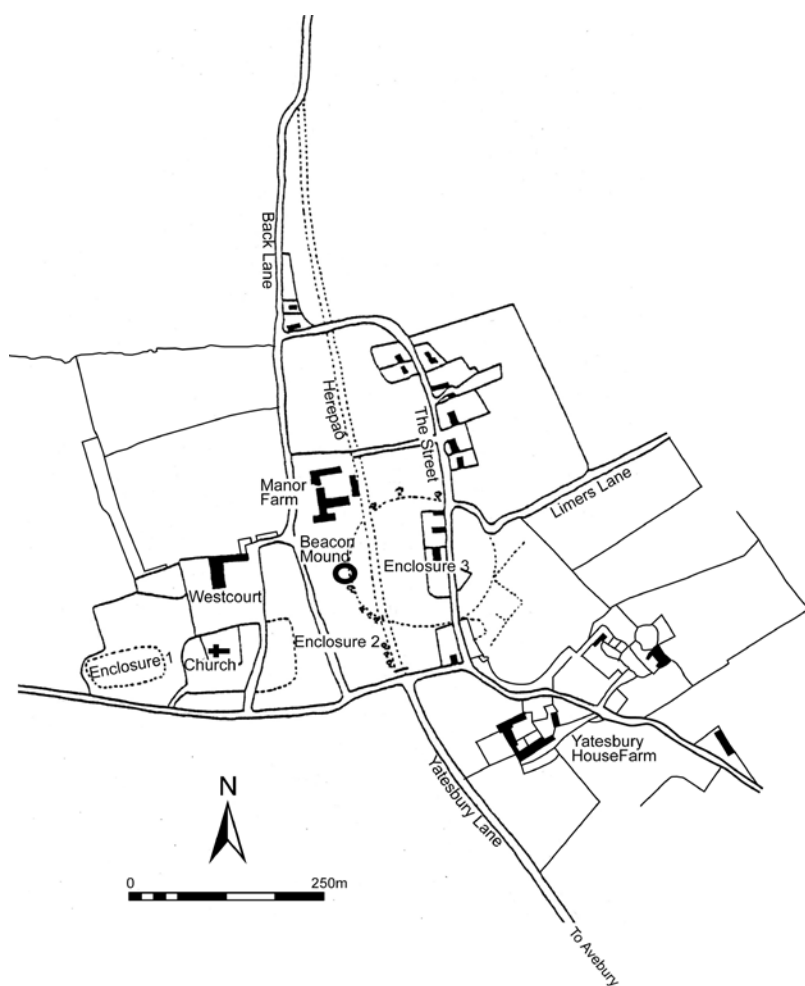 Back Lane
Herepað
The Street
Limers Lane
Manor
Farm
Beacon
Mound
Enclosure 3
Westcourt
Enclosure 2
Church
Enclosure 1
Yatesbury
HouseFarm
Yatesbury Lane
N
0
250m
To Avebury
? ? ?